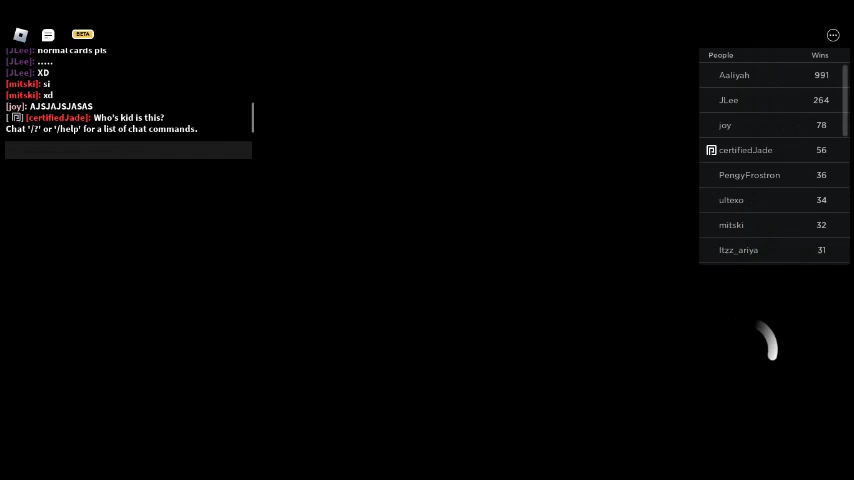 BETA
[JLee]: normal cards pls
[JLee]: .....
[JLee]: XD
[mitski]: si
[mitski]: xd
[joy]: AJSJAJSJASAS
[certifiedJade]: Who's kid is this?
Chat '/?' or '/help' for a list of chat commands.
People Wins
Aaliyah 991
JLee 264
joy 78
certifiedJade 56
PengyFrostron 36
ultexo 34
mitski 32
Itzz_ariya 31